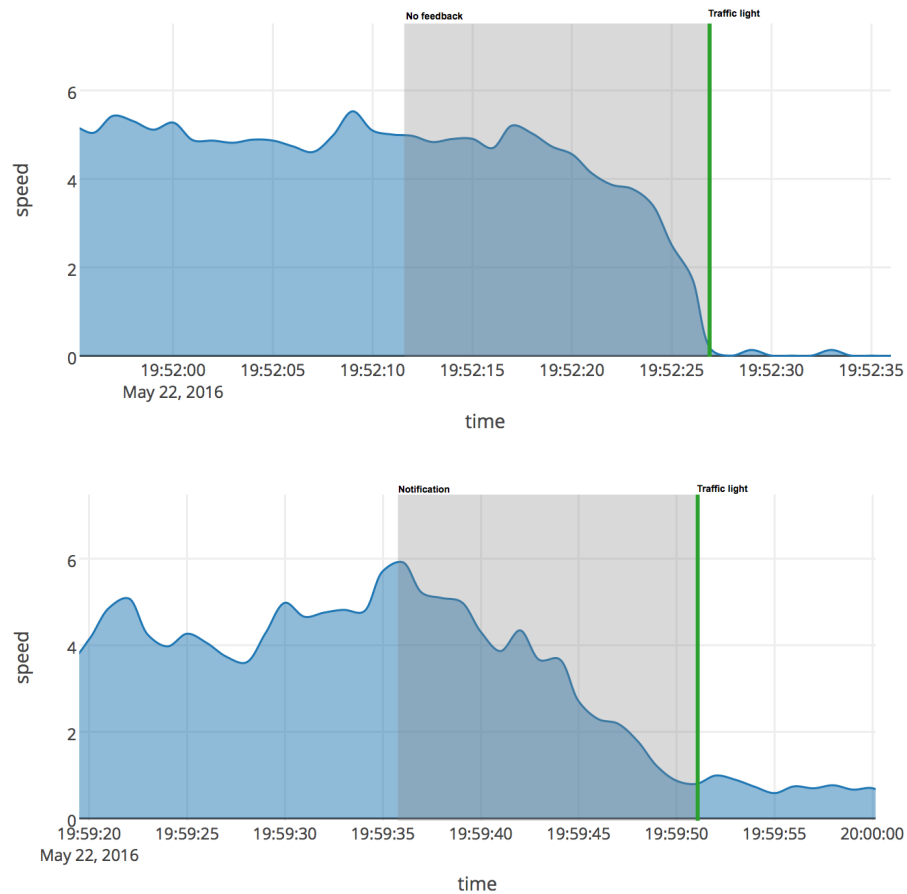 No feedback
Traffic light
6
4
2
0
speed
19:52:00 19:52:05 19:52:10 19:52:15 19:52:20 19:52:25 19:52:30 19:52:35
May 22, 2016
time
Notification
Traffic light
6
4
2
0
speed
19:59:20 19:59:25 19:59:30 19:59:35 19:59:40 19:59:45 19:59:50 19:59:55 20:00:00
May 22, 2016
time